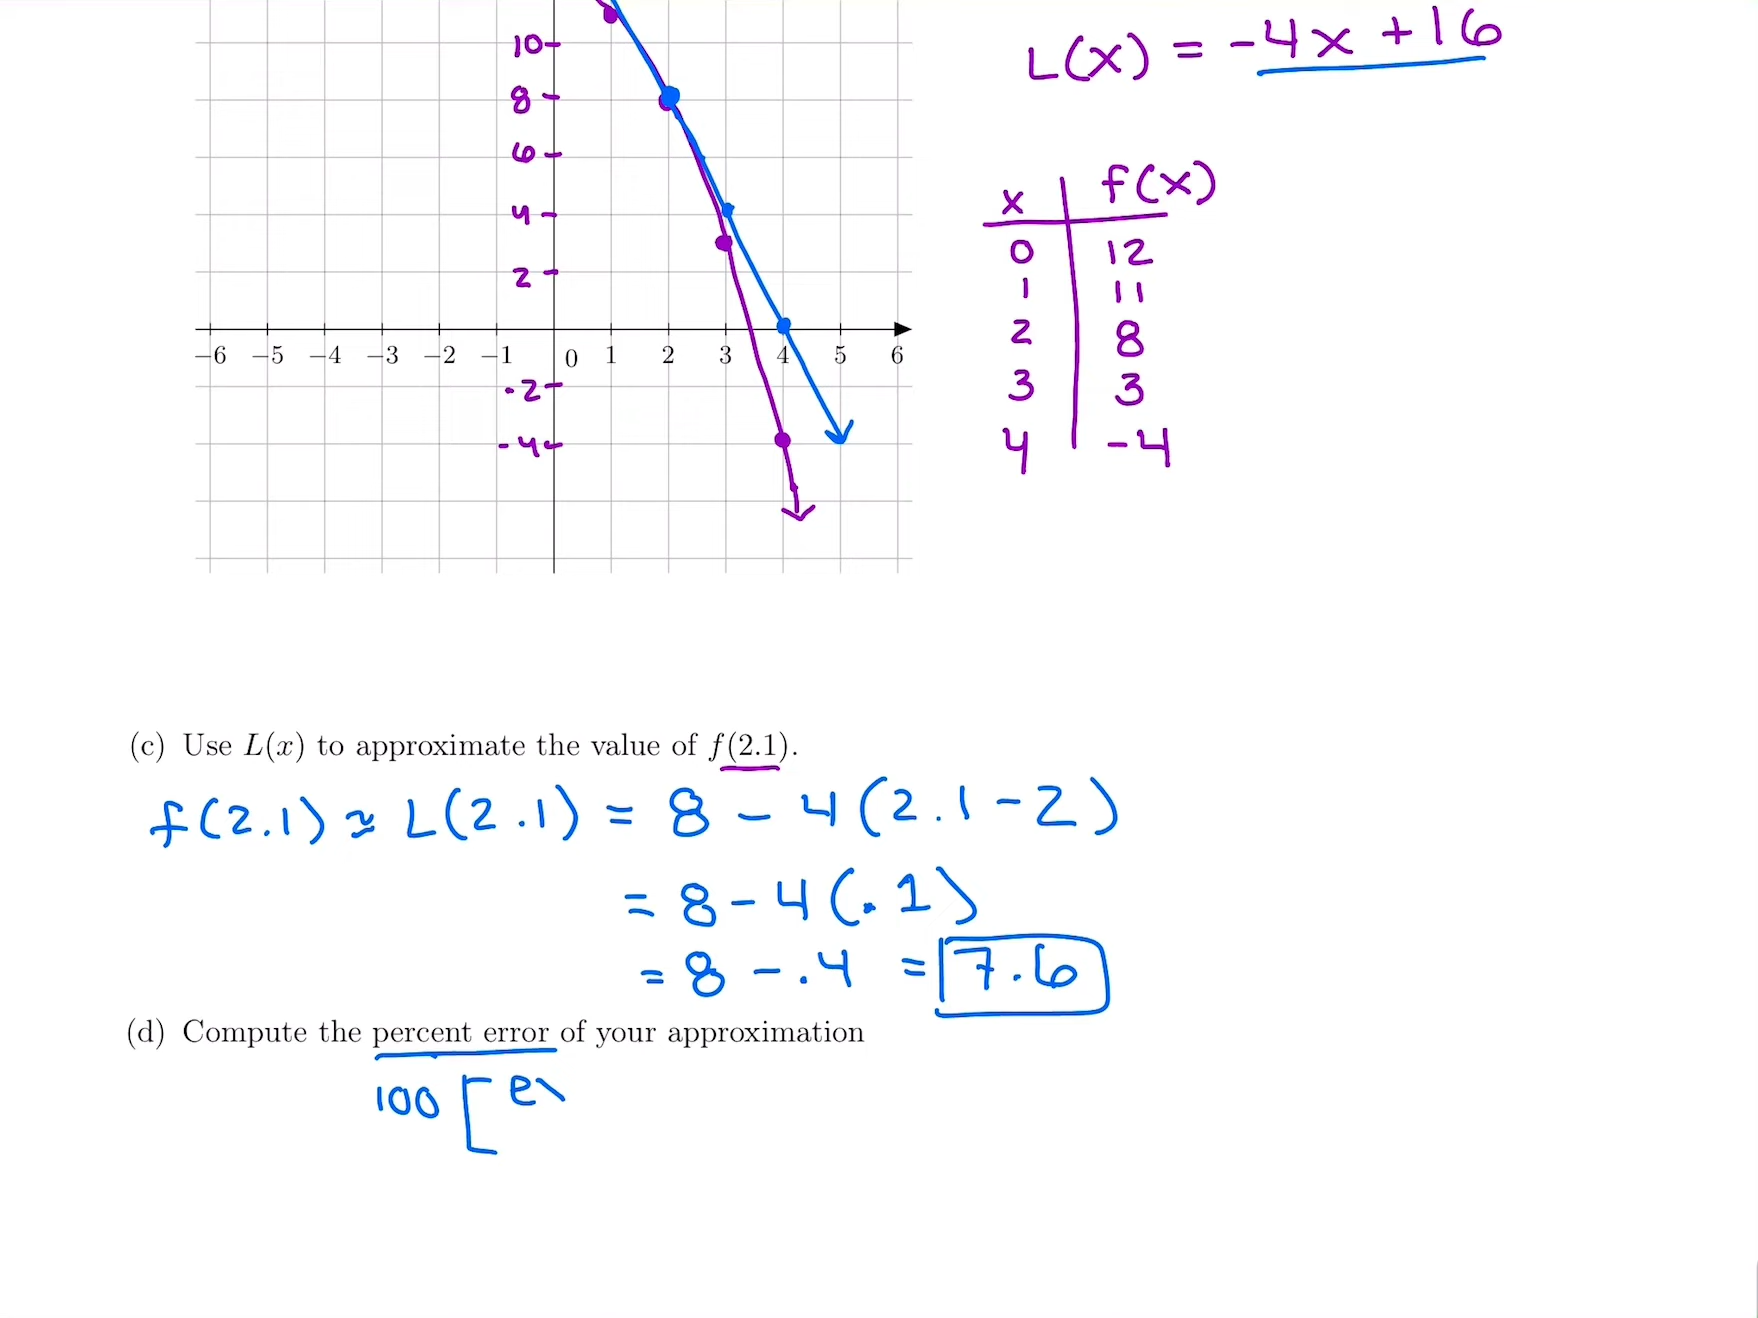 L(x) = -4x + 16
10
8
6
4
2
-6 -5 -4 -3 -2 -1 0 1 2 3 4 5 6
-2
-4
x f(x)
0 12
1 11
2 8
3 3
4 -4
(c) Use L(x) to approximate the value of f(2.1).
f(2.1) ≈ L(2.1) = 8 - 4(2.1-2)
= 8 - 4(.1)
= 8 - .4 = 7.6
(d) Compute the percent error of your approximation
100 [ e